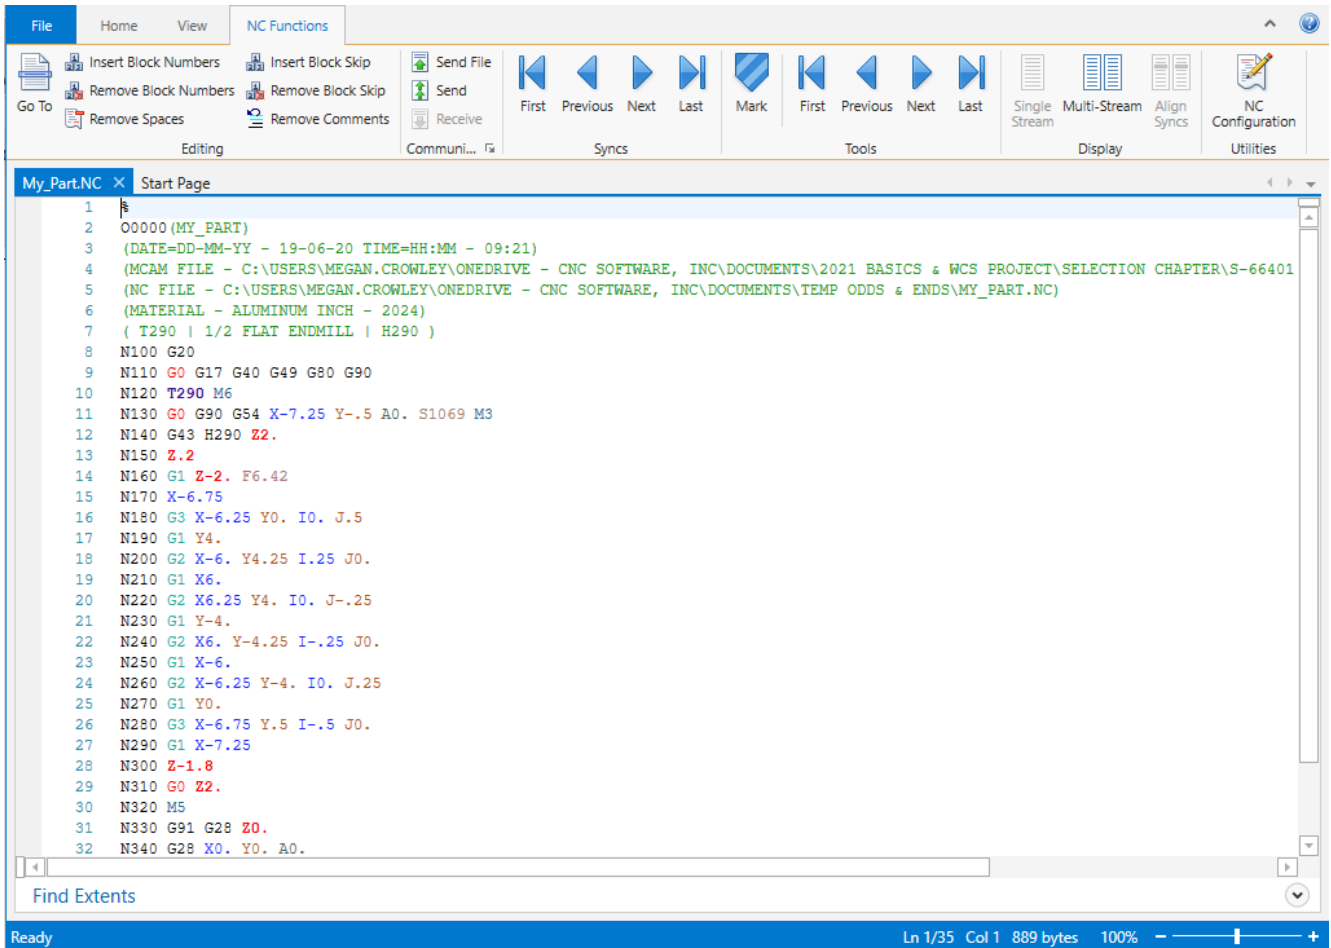 File Home View NC Functions
Go To
Insert Block Numbers
Remove Block Numbers
Remove Spaces
Insert Block Skip
Remove Block Skip
Remove Comments
Editing
Send File
Send
Receive
Communi...
First Previous Next Last
Syncs
Mark First Previous Next Last
Tools
Single Stream
Multi-Stream
Align Syncs
Display
NC Configuration
Utilities
My_Part.NC Start Page
1 %
2 O0000(MY_PART)
3 (DATE=DD-MM-YY - 19-06-20 TIME=HH:MM - 09:21)
4 (MCAM FILE - C:\USERS\MEGAN.CROWLEY\ONEDRIVE - CNC SOFTWARE, INC\DOCUMENTS\2021 BASICS & WCS PROJECT\SELECTION CHAPTER\S-66401
5 (NC FILE - C:\USERS\MEGAN.CROWLEY\ONEDRIVE - CNC SOFTWARE, INC\DOCUMENTS\TEMP ODDS & ENDS\MY_PART.NC)
6 (MATERIAL - ALUMINUM INCH - 2024)
7 ( T290 | 1/2 FLAT ENDMILL | H290 )
8 N100 G20
9 N110 G0 G17 G40 G49 G80 G90
10 N120 T290 M6
11 N130 G0 G90 G54 X-7.25 Y-.5 A0. S1069 M3
12 N140 G43 H290 Z2.
13 N150 Z.2
14 N160 G1 Z-2. F6.42
15 N170 X-6.75
16 N180 G3 X-6.25 Y0. I0. J.5
17 N190 G1 Y4.
18 N200 G2 X-6. Y4.25 I.25 J0.
19 N210 G1 X6.
20 N220 G2 X6.25 Y4. I0. J-.25
21 N230 G1 Y-4.
22 N240 G2 X6. Y-4.25 I-.25 J0.
23 N250 G1 X-6.
24 N260 G2 X-6.25 Y-4. I0. J.25
25 N270 G1 Y0.
26 N280 G3 X-6.75 Y.5 I-.5 J0.
27 N290 G1 X-7.25
28 N300 Z-1.8
29 N310 G0 Z2.
30 N320 M5
31 N330 G91 G28 Z0.
32 N340 G28 X0. Y0. A0.
Find Extents
Ready Ln 1/35 Col 1 889 bytes 100%